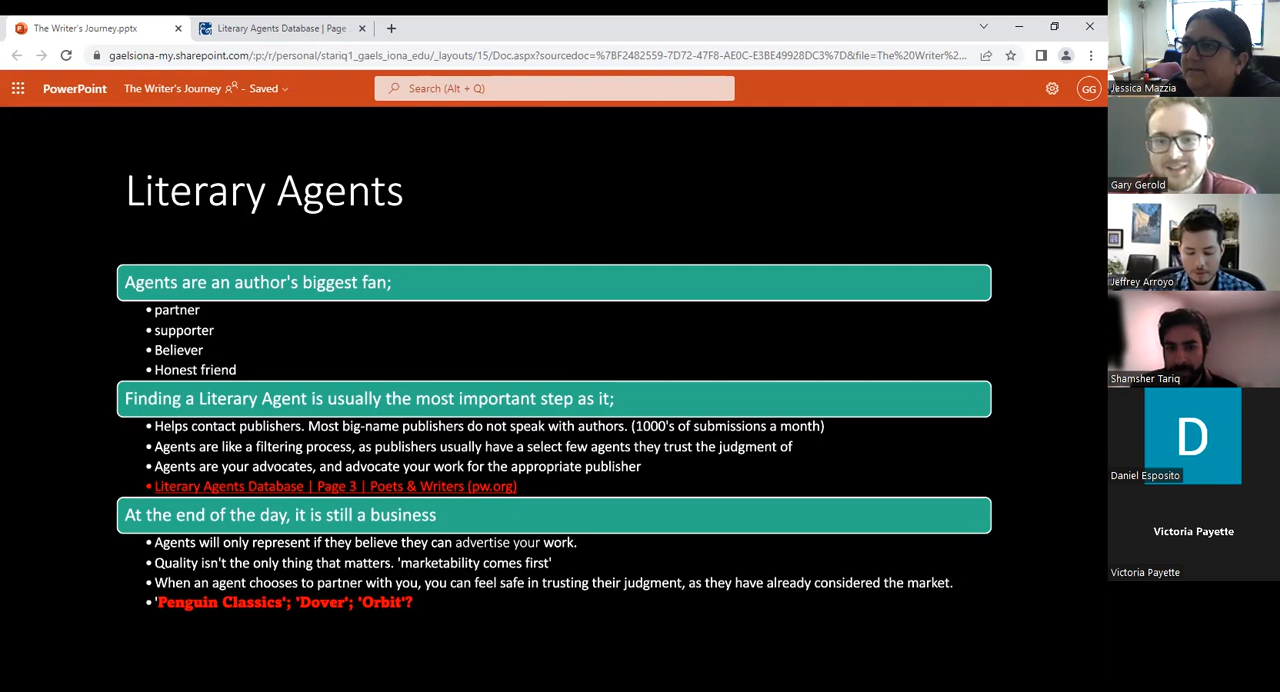 The Writer's Journey.pptx
Literary Agents Database | Page
gaelsiona-my.sharepoint.com/:p:/r/personal/stariq1_gaels_iona_edu/_layouts/15/Doc.aspx?sourcedoc=%7BF2482559-7D72-47F8-AE0C-E3BE49928DC3%7D&file=The%20Writer%2...
PowerPoint
The Writer's Journey - Saved
Search (Alt + Q)
GG
Literary Agents
Agents are an author's biggest fan;
• partner
• supporter
• Believer
• Honest friend
Finding a Literary Agent is usually the most important step as it;
• Helps contact publishers. Most big-name publishers do not speak with authors. (1000's of submissions a month)
• Agents are like a filtering process, as publishers usually have a select few agents they trust the judgment of
• Agents are your advocates, and advocate your work for the appropriate publisher
• Literary Agents Database | Page 3 | Poets & Writers (pw.org)
At the end of the day, it is still a business
• Agents will only represent if they believe they can advertise your work.
• Quality isn't the only thing that matters. 'marketability comes first'
• When an agent chooses to partner with you, you can feel safe in trusting their judgment, as they have already considered the market.
• 'Penguin Classics'; 'Dover'; 'Orbit'?
Jessica Mazzia
Gary Gerold
Jeffrey Arroyo
Shamsher Tariq
D
Daniel Esposito
Victoria Payette
Victoria Payette